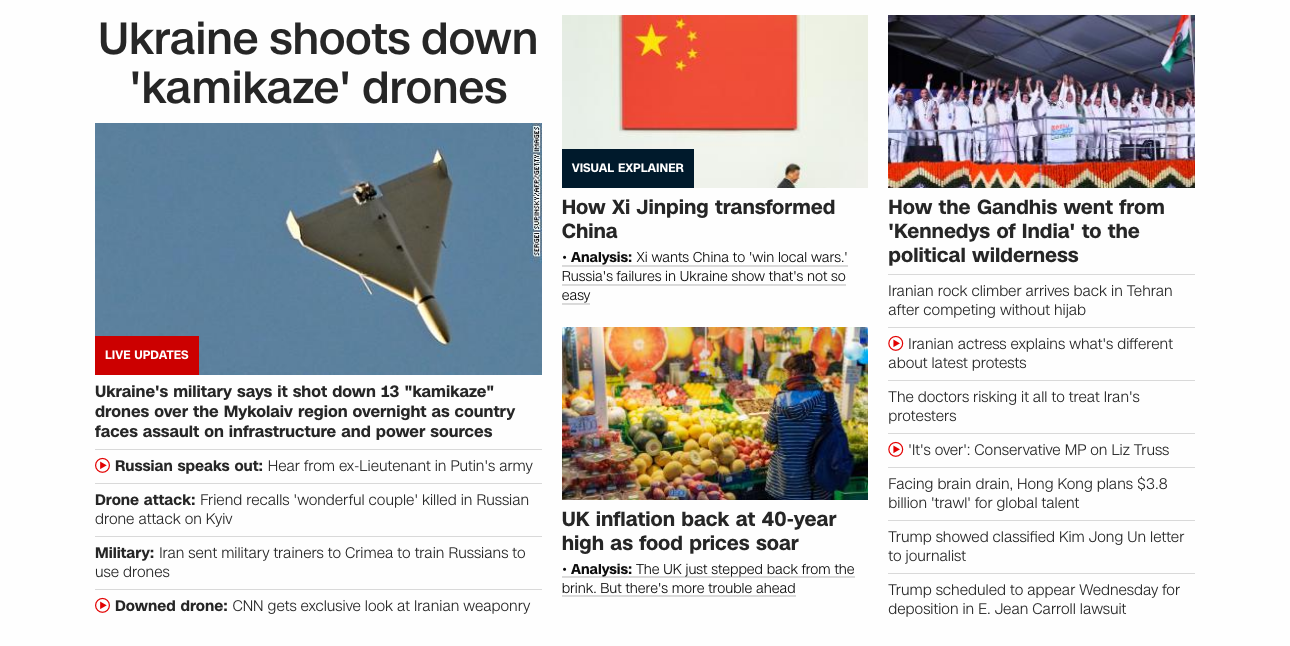 Ukraine shoots down
'kamikaze' drones
SERGEI SUPINSKY/AFP/GETTY IMAGES
LIVE UPDATES
Ukraine's military says it shot down 13 "kamikaze"
drones over the Mykolaiv region overnight as country
faces assault on infrastructure and power sources
Russian speaks out: Hear from ex-Lieutenant in Putin's army
Drone attack: Friend recalls 'wonderful couple' killed in Russian
drone attack on Kyiv
Military: Iran sent military trainers to Crimea to train Russians to
use drones
Downed drone: CNN gets exclusive look at Iranian weaponry
VISUAL EXPLAINER
How Xi Jinping transformed
China
• Analysis: Xi wants China to 'win local wars.'
Russia's failures in Ukraine show that's not so
easy
UK inflation back at 40-year
high as food prices soar
• Analysis: The UK just stepped back from the
brink. But there's more trouble ahead
How the Gandhis went from
'Kennedys of India' to the
political wilderness
Iranian rock climber arrives back in Tehran
after competing without hijab
Iranian actress explains what's different
about latest protests
The doctors risking it all to treat Iran's
protesters
'It's over': Conservative MP on Liz Truss
Facing brain drain, Hong Kong plans $3.8
billion 'trawl' for global talent
Trump showed classified Kim Jong Un letter
to journalist
Trump scheduled to appear Wednesday for
deposition in E. Jean Carroll lawsuit